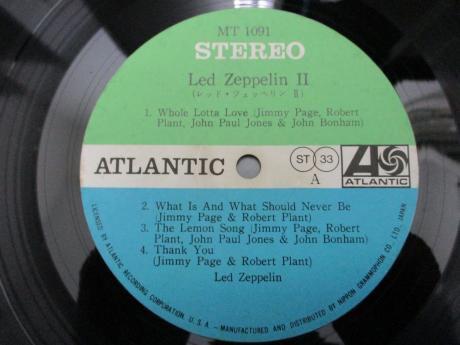 MT 1091
STEREO
Led Zeppelin II
(レッド・ツェッペリン II)
1. Whole Lotta Love (Jimmy Page, Robert
Plant, John Paul Jones & John Bonham)
ATLANTIC
ST 33
A
ATLANTIC
2. What Is And What Should Never Be
(Jimmy Page & Robert Plant)
3. The Lemon Song (Jimmy Page, Robert
Plant, John Paul Jones & John Bonham)
4. Thank You
(Jimmy Page & Robert Plant)
Led Zeppelin
LICENSED BY ATLANTIC RECORDING CORPORATION, U.S.A. - MANUFACTURED AND DISTRIBUTED BY NIPPON GRAMMOPHON CO., LTD., JAPAN